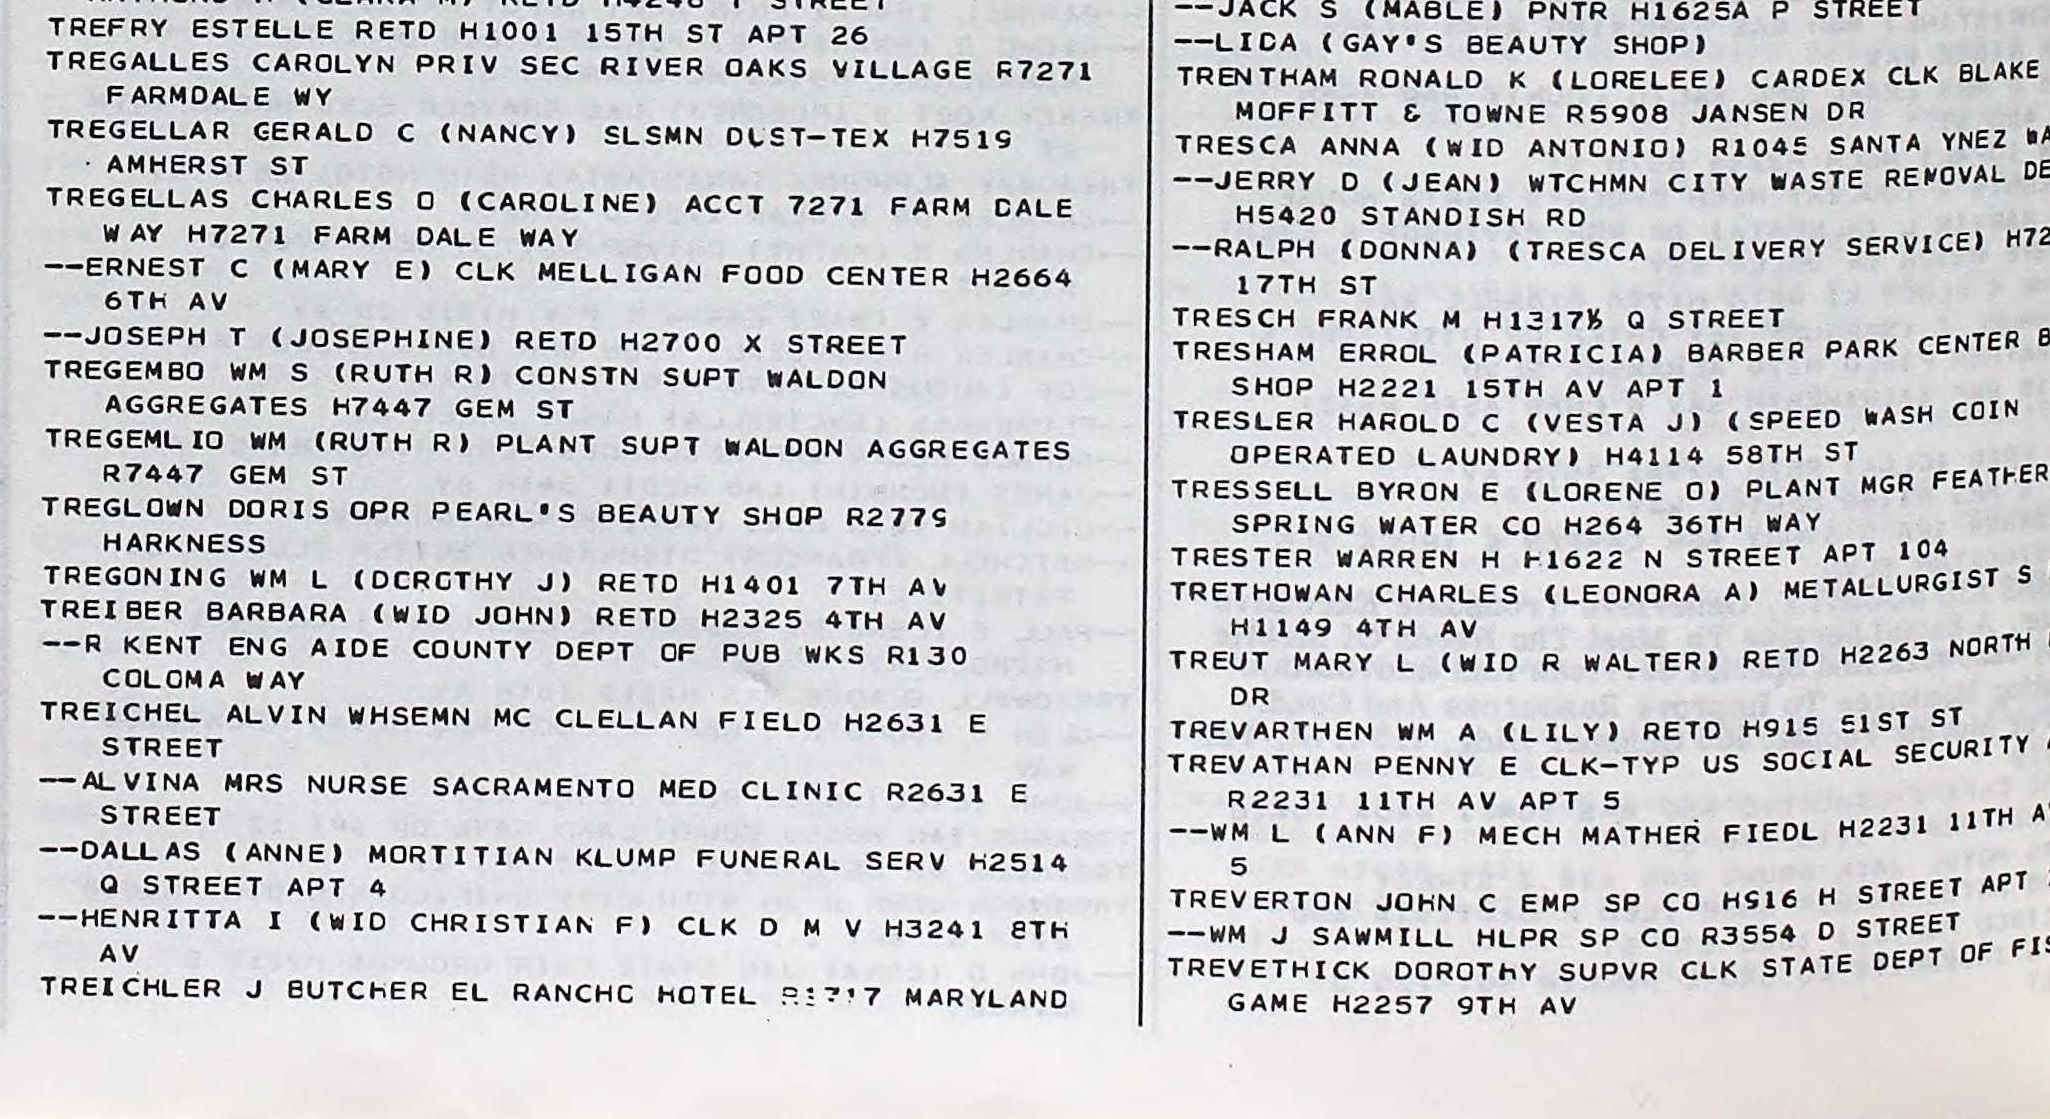 TREFRY ESTELLE RETD H1001 15TH ST APT 26
TREGALLES CAROLYN PRIV SEC RIVER OAKS VILLAGE R7271
FARMDALE WY
TREGELLAR GERALD C (NANCY) SLSMN DUST-TEX H7519
AMHERST ST
TREGELLAS CHARLES O (CAROLINE) ACCT 7271 FARM DALE
WAY H7271 FARM DALE WAY
--ERNEST C (MARY E) CLK MELLIGAN FOOD CENTER H2664
6TH AV
--JOSEPH T (JOSEPHINE) RETD H2700 X STREET
TREGEMBO WM S (RUTH R) CONSTN SUPT WALDON
AGGREGATES H7447 GEM ST
TREGEMLIO WM (RUTH R) PLANT SUPT WALDON AGGREGATES
R7447 GEM ST
TREGLOWN DORIS OPR PEARL'S BEAUTY SHOP R2779
HARKNESS
TREGONING WM L (DOROTHY J) RETD H1401 7TH AV
TREIBER BARBARA (WID JOHN) RETD H2325 4TH AV
--R KENT ENG AIDE COUNTY DEPT OF PUB WKS R130
COLOMA WAY
TREICHEL ALVIN WHSEMN MC CLELLAN FIELD H2631 E
STREET
--ALVINA MRS NURSE SACRAMENTO MED CLINIC R2631 E
STREET
--DALLAS (ANNE) MORTITIAN KLUMP FUNERAL SERV H2514
Q STREET APT 4
--HENRITTA I (WID CHRISTIAN F) CLK D M V H3241 8TH
AV
TREICHLER J BUTCHER EL RANCHO HOTEL MARYLAND
--JACK S (MABLE) PNTR H1625A P STREET
--LIDA (GAY'S BEAUTY SHOP)
TRENTHAM RONALD K (LORELEE) CARDEX CLK BLAKE
MOFFITT & TOWNE R5908 JANSEN DR
TRESCA ANNA (WID ANTONIO) R1045 SANTA YNEZ WA
--JERRY D (JEAN) WTCHMN CITY WASTE REMOVAL DE
H5420 STANDISH RD
--RALPH (DONNA) (TRESCA DELIVERY SERVICE) H72
17TH ST
TRESCH FRANK M H1317½ Q STREET
TRESHAM ERROL (PATRICIA) BARBER PARK CENTER B
SHOP H2221 15TH AV APT 1
TRESLER HAROLD C (VESTA J) (SPEED WASH COIN
OPERATED LAUNDRY) H4114 58TH ST
TRESSELL BYRON E (LORENE O) PLANT MGR FEATHER
SPRING WATER CO H264 36TH WAY
TRESTER WARREN H H1622 N STREET APT 104
TRETHOWAN CHARLES (LEONORA A) METALLURGIST S
H1149 4TH AV
TREUT MARY L (WID R WALTER) RETD H2263 NORTH
DR
TREVARTHEN WM A (LILY) RETD H915 51ST ST
TREVATHAN PENNY E CLK-TYP US SOCIAL SECURITY A
R2231 11TH AV APT 5
--WM L (ANN F) MECH MATHER FIEDL H2231 11TH AV
5
TREVERTON JOHN C EMP SP CO H916 H STREET APT
--WM J SAWMILL HLPR SP CO R3554 D STREET
TREVETHICK DOROTHY SUPVR CLK STATE DEPT OF FIS
GAME H2257 9TH AV